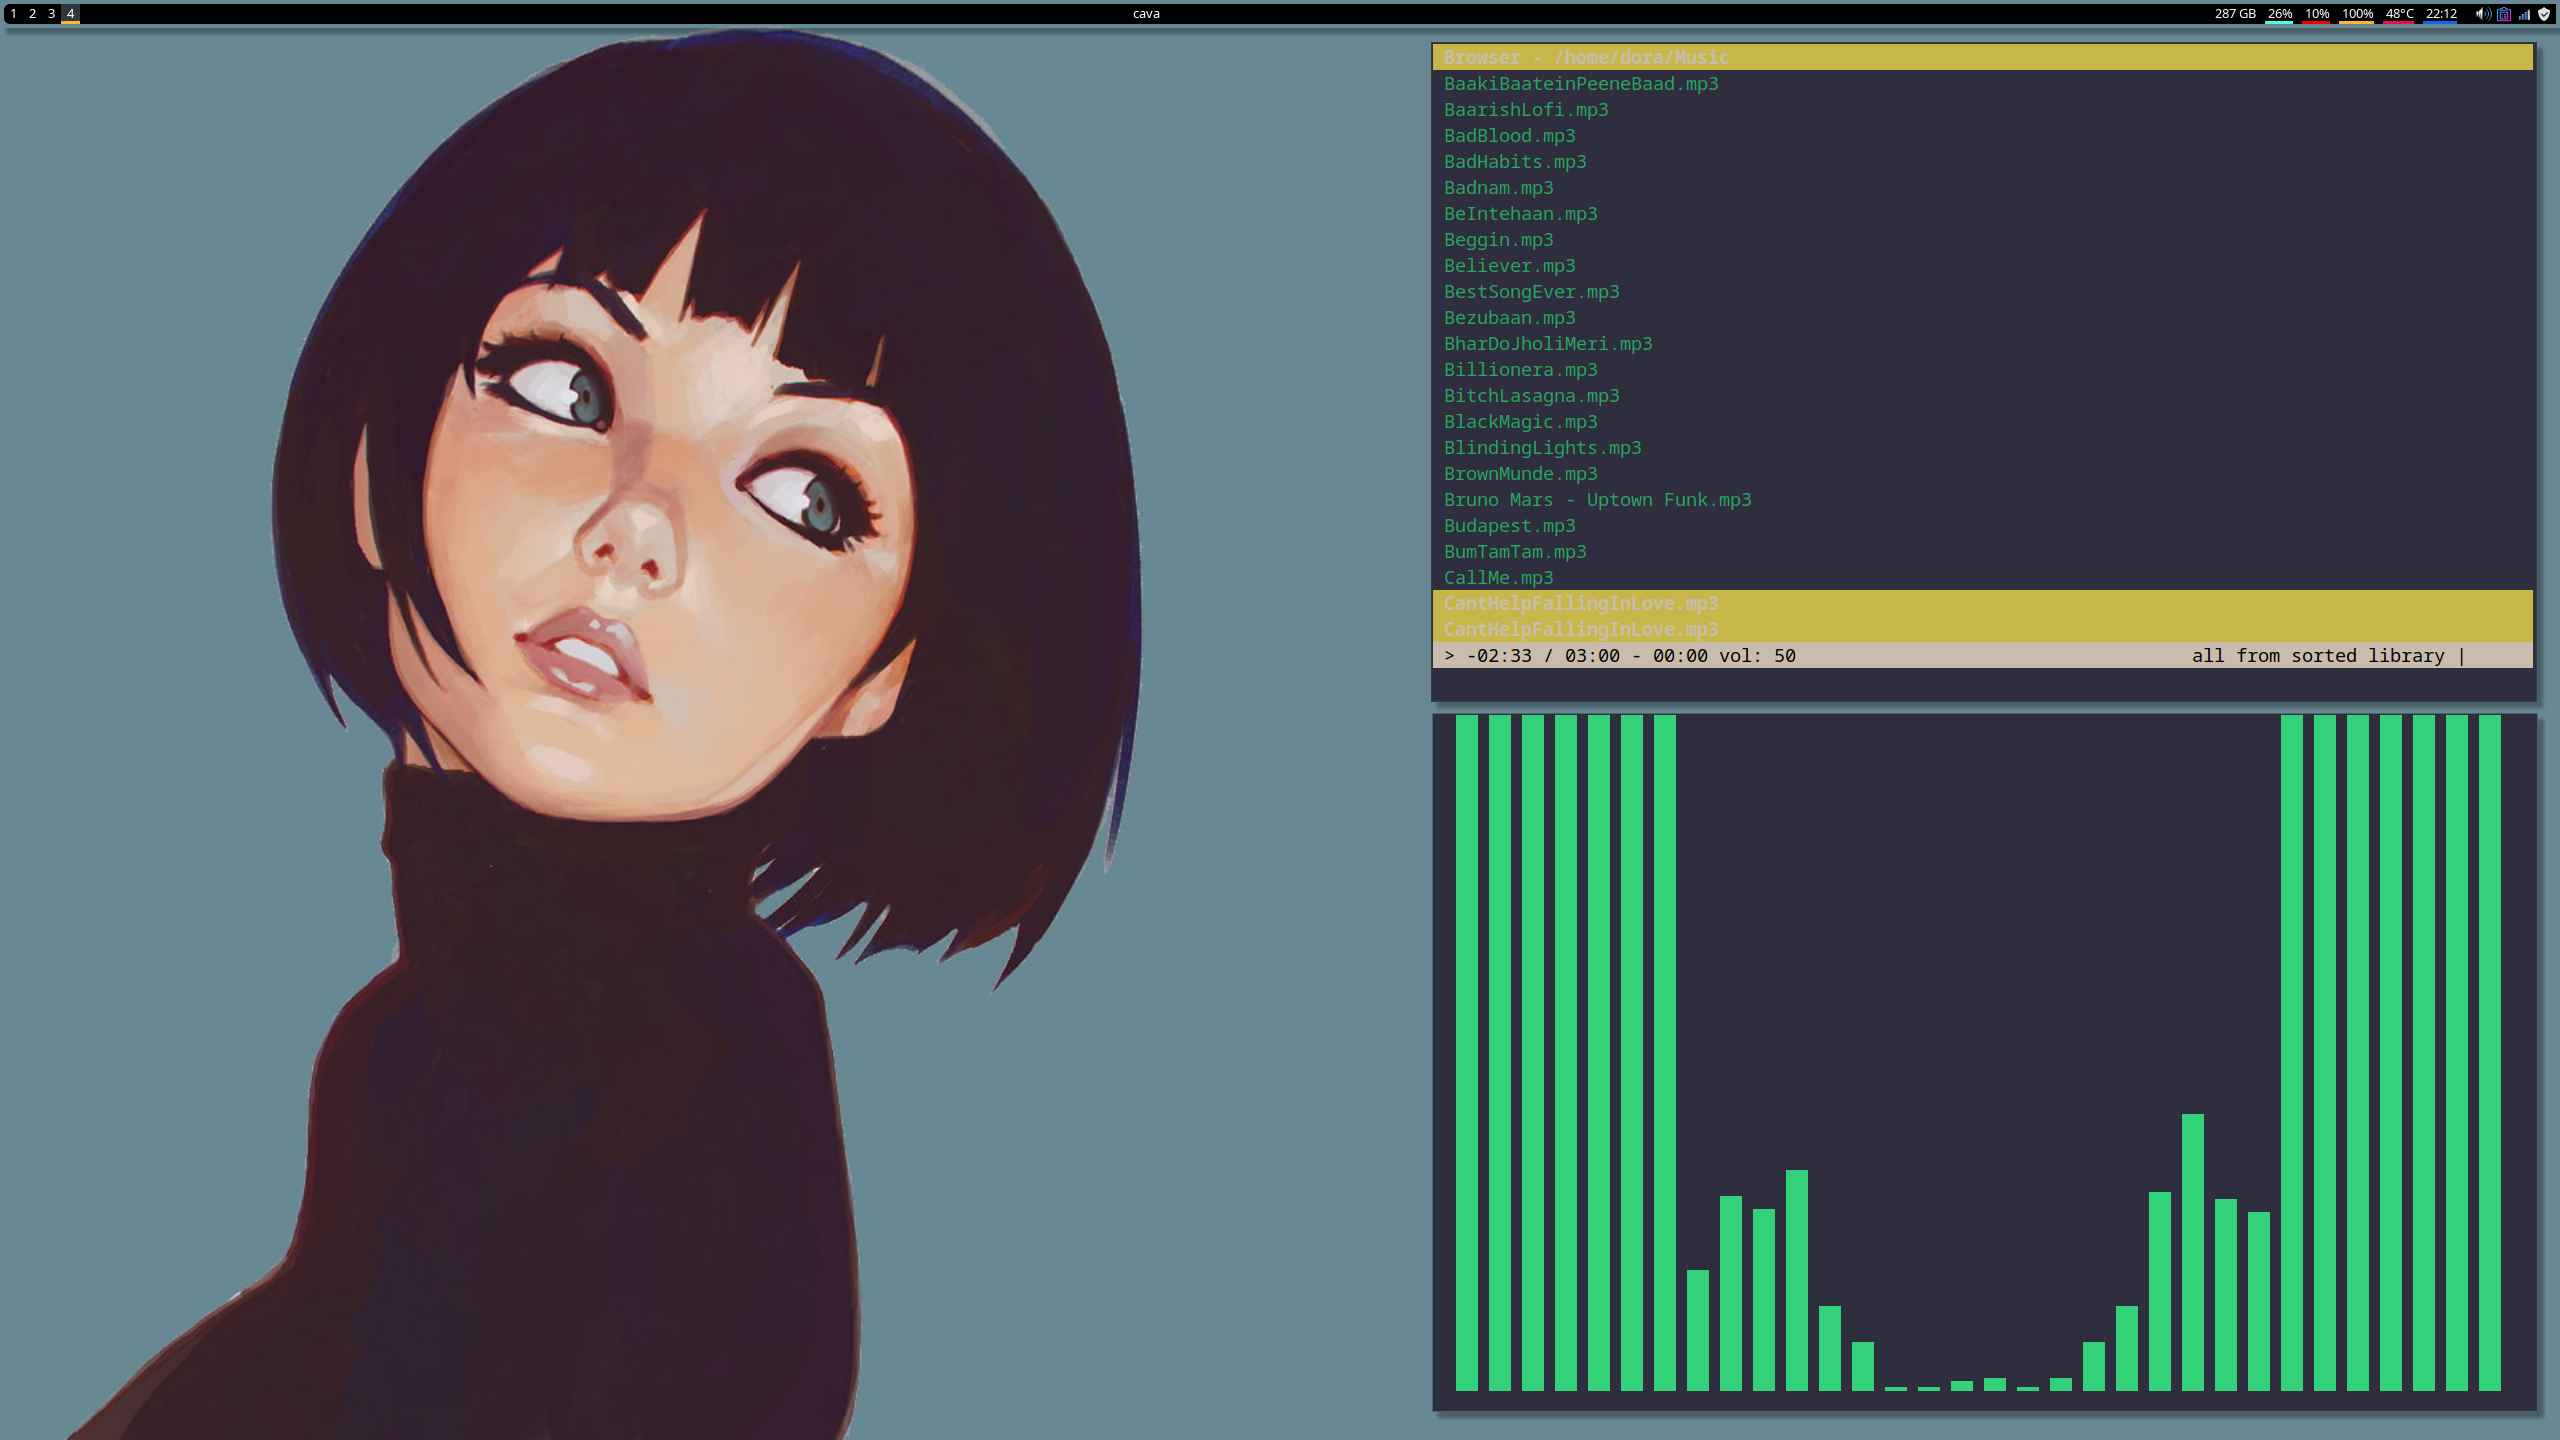 1 2 3 4 cava 287 GB 26% 10% 100% 48°C 22:12
Browser - /home/dora/Music
BaakiBaateinPeeneBaad.mp3
BaarishLofi.mp3
BadBlood.mp3
BadHabits.mp3
Badnam.mp3
BeIntehaan.mp3
Beggin.mp3
Believer.mp3
BestSongEver.mp3
Bezubaan.mp3
BharDoJholiMeri.mp3
Billionera.mp3
BitchLasagna.mp3
BlackMagic.mp3
BlindingLights.mp3
BrownMunde.mp3
Bruno Mars - Uptown Funk.mp3
Budapest.mp3
BumTamTam.mp3
CallMe.mp3
CantHelpFallingInLove.mp3
CantHelpFallingInLove.mp3
> -02:33 / 03:00 - 00:00 vol: 50 all from sorted library |